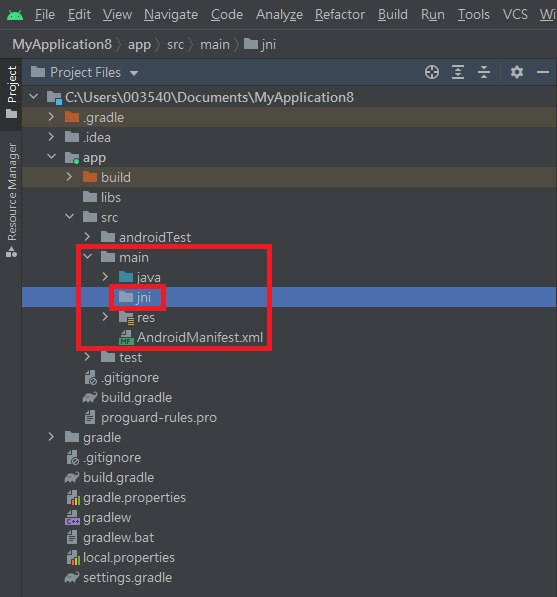 File Edit View Navigate Code Analyze Refactor Build Run Tools VCS Window
MyApplication8 app src main jni
Project
Resource Manager
Project Files
C:\Users\003540\Documents\MyApplication8
.gradle
.idea
app
build
libs
src
androidTest
main
java
jni
res
AndroidManifest.xml
test
.gitignore
build.gradle
proguard-rules.pro
gradle
.gitignore
build.gradle
gradle.properties
gradlew
gradlew.bat
local.properties
settings.gradle